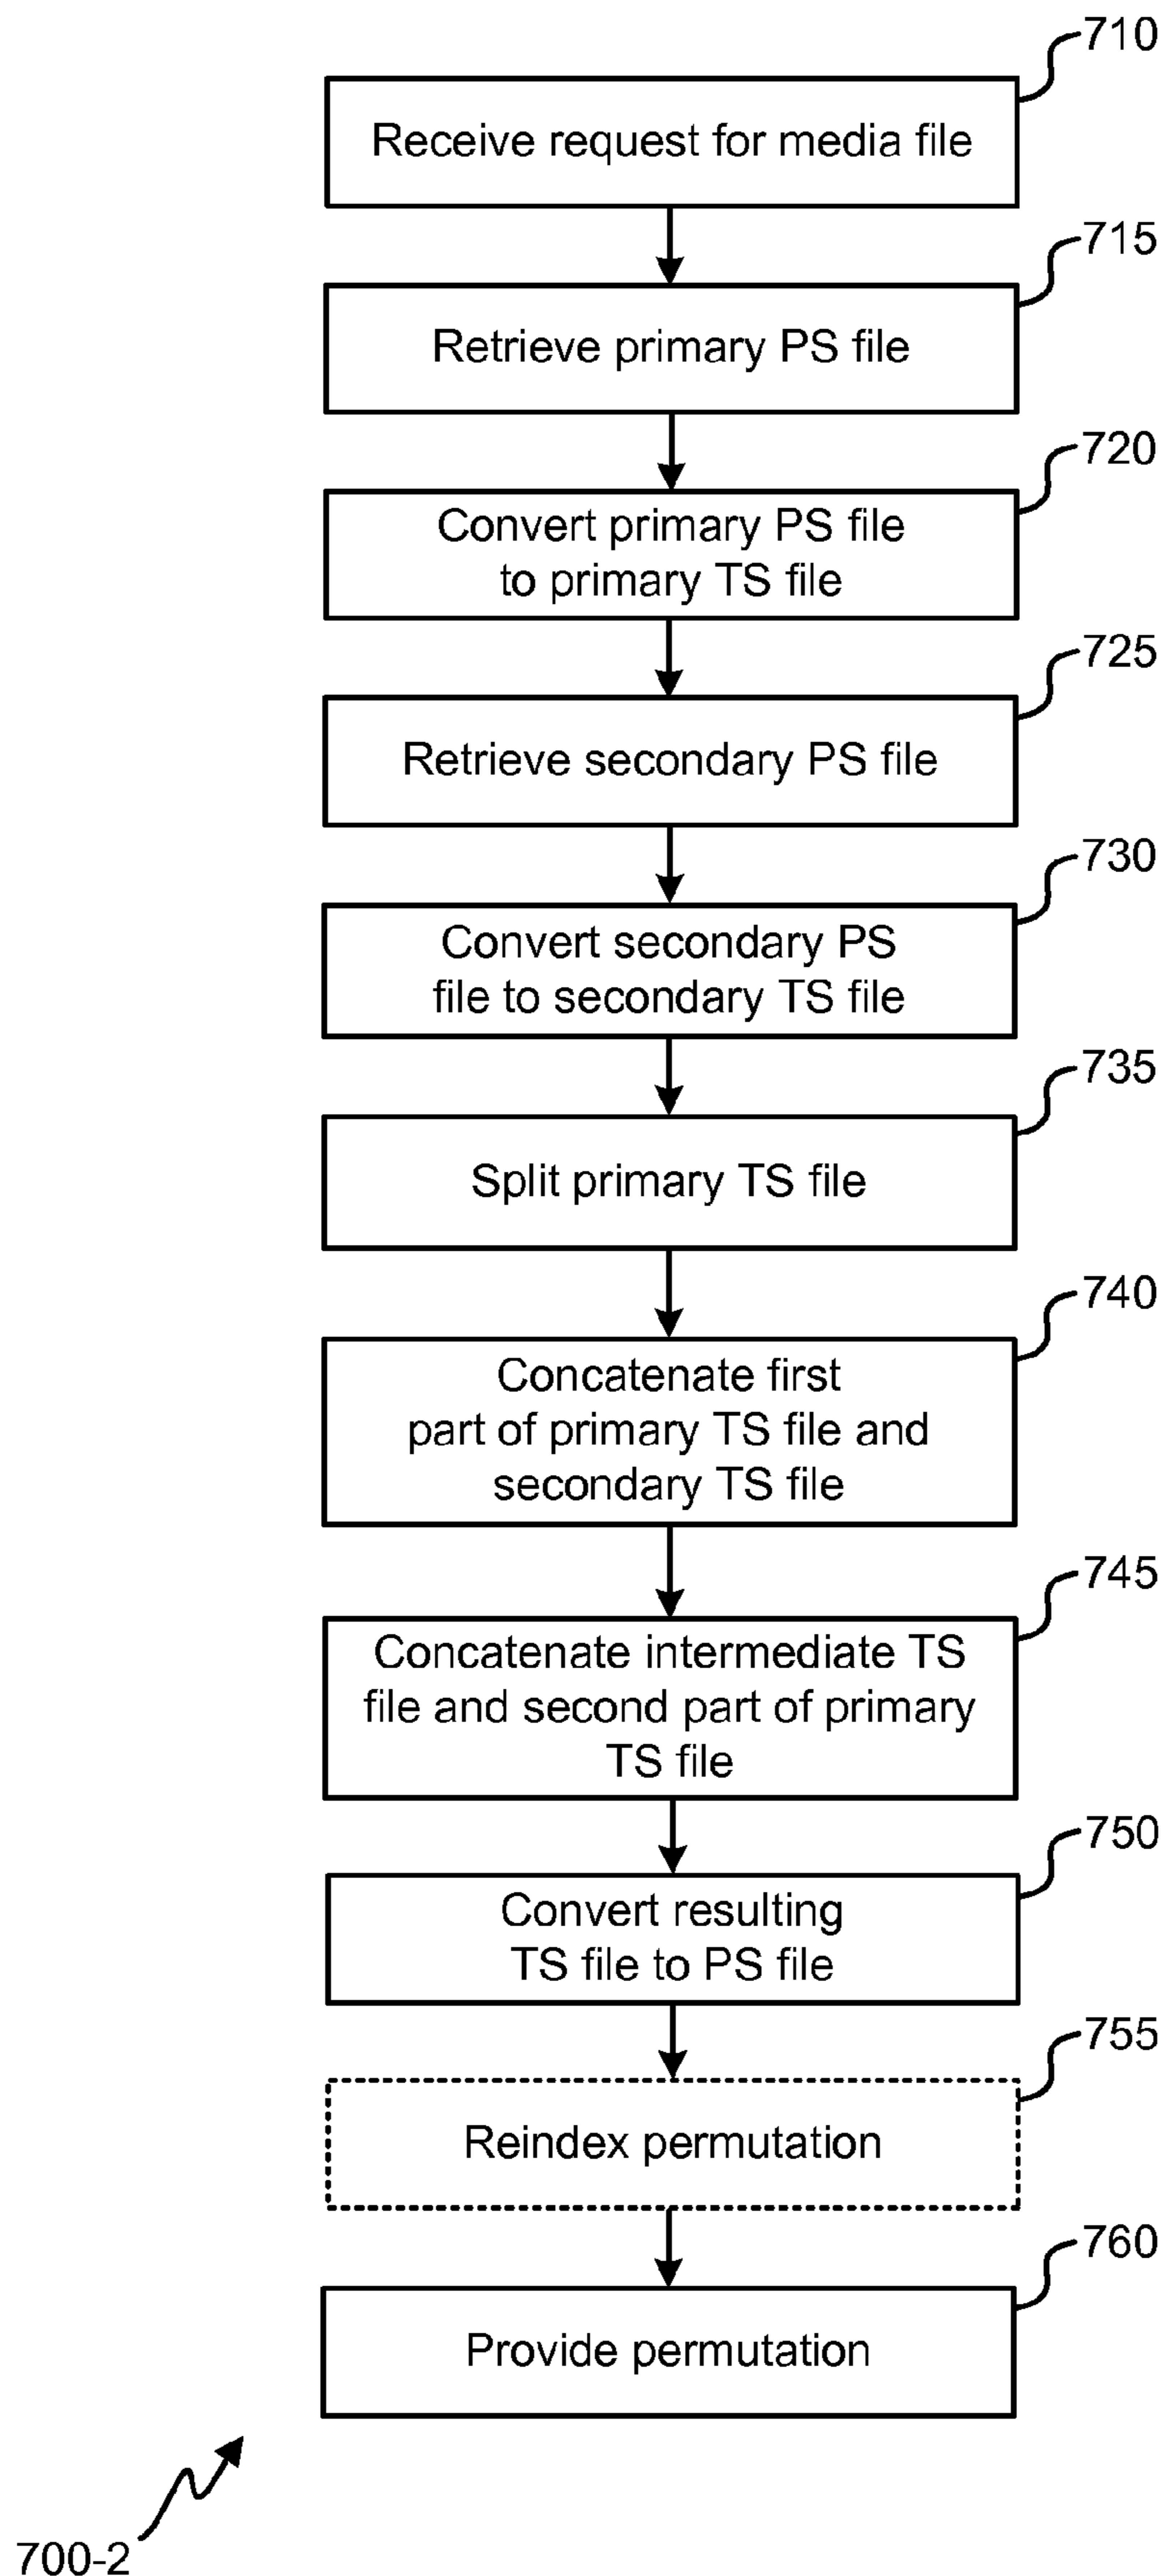 710
Receive request for media file
715
Retrieve primary PS file
720
Convert primary PS file
to primary TS file
725
Retrieve secondary PS file
730
Convert secondary PS
file to secondary TS file
735
Split primary TS file
740
Concatenate first
part of primary TS file and
secondary TS file
745
Concatenate intermediate TS
file and second part of primary
TS file
750
Convert resulting
TS file to PS file
755
Reindex permutation
760
Provide permutation
700-2